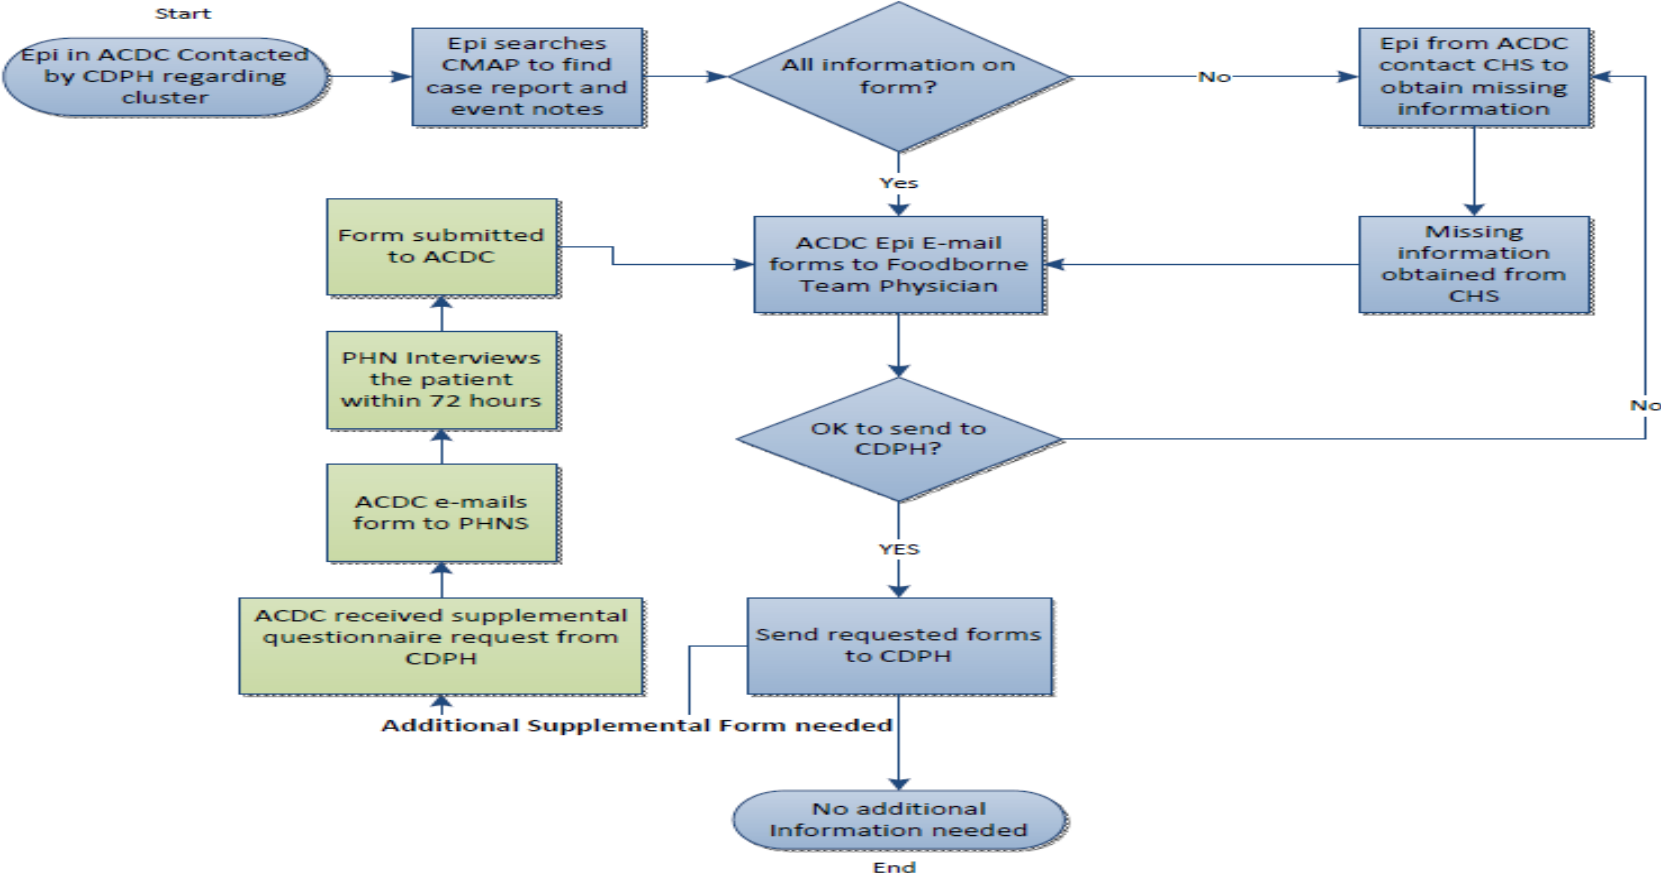 Start
Epi in ACDC Contacted
by CDPH regarding
cluster
Epi searches
CMAP to find
case report and
event notes
All information on
form?
No
Epi from ACDC
contact CHS to
obtain missing
information
Yes
Form submitted
to ACDC
ACDC Epi E-mail
forms to Foodborne
Team Physician
Missing
information
obtained from
CHS
PHN Interviews
the patient
within 72 hours
OK to send to
CDPH?
No
ACDC e-mails
form to PHNS
YES
ACDC received supplemental
questionnaire request from
CDPH
Send requested forms
to CDPH
Additional Supplemental Form needed
No additional
Information needed
End